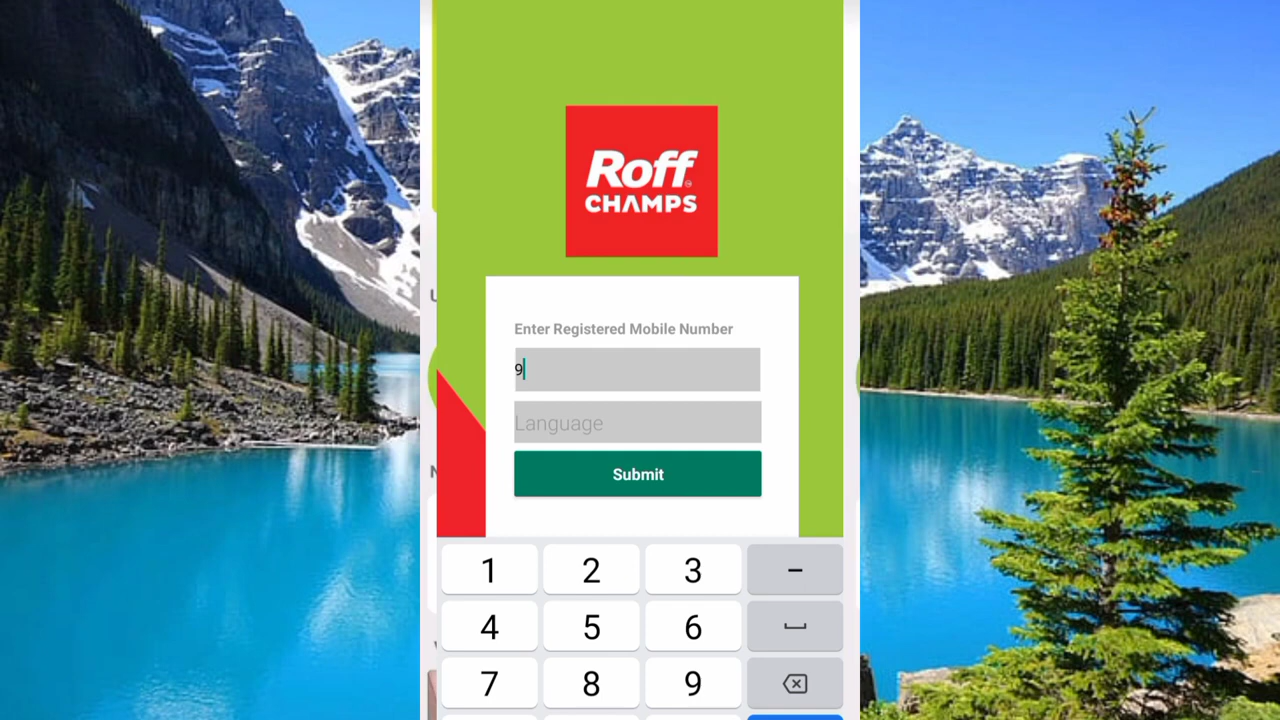 Roff
CHAMPS
Enter Registered Mobile Number
9
Language
Submit
1 2 3 –
4 5 6
7 8 9